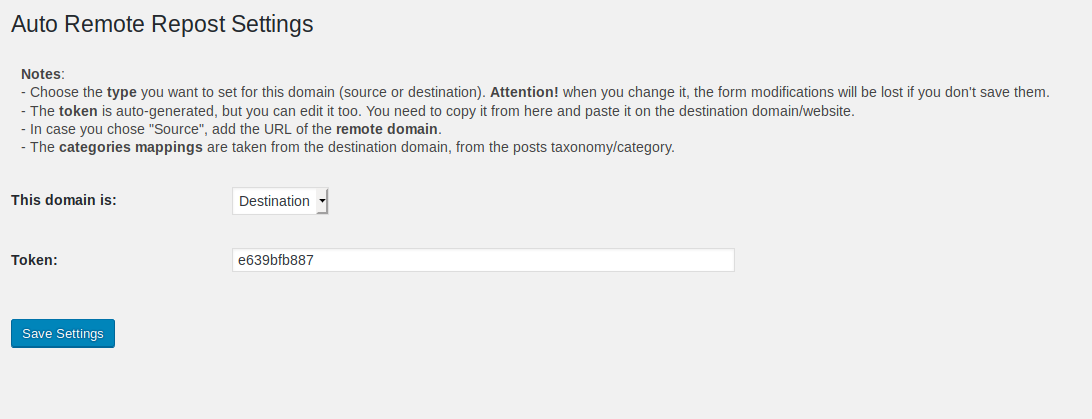 Auto Remote Repost Settings
Notes:
- Choose the type you want to set for this domain (source or destination). Attention! when you change it, the form modifications will be lost if you don't save them.
- The token is auto-generated, but you can edit it too. You need to copy it from here and paste it on the destination domain/website.
- In case you chose "Source", add the URL of the remote domain.
- The categories mappings are taken from the destination domain, from the posts taxonomy/category.
This domain is: Destination
Token: e639bfb887
Save Settings